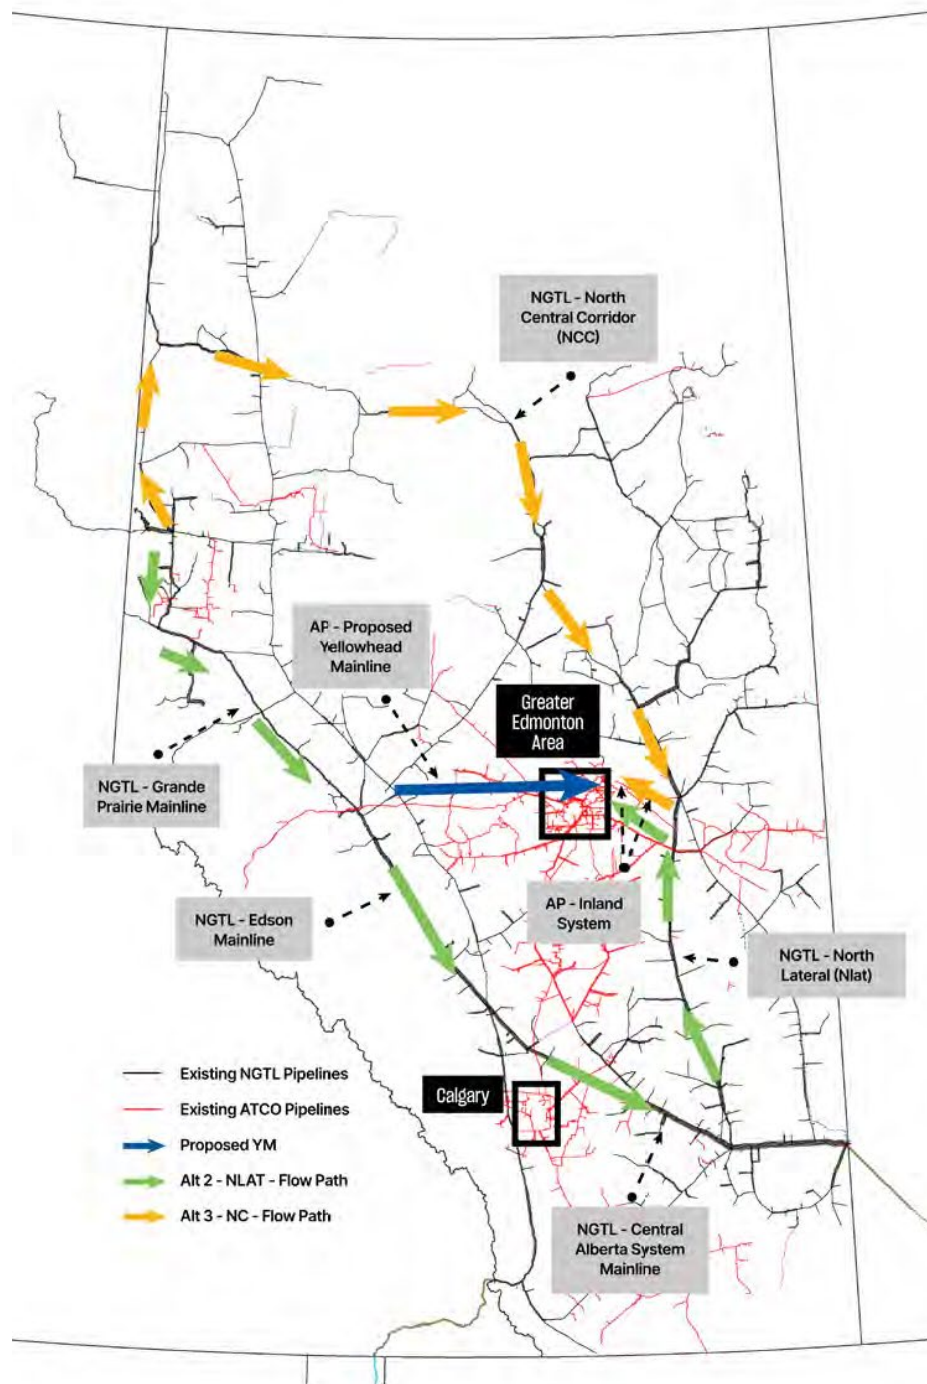 NGTL - North
Central Corridor
(NCC)
AP - Proposed
Yellowhead
Mainline
Greater
Edmonton
Area
NGTL - Grande
Prairie Mainline
NGTL - Edson
Mainline
AP - Inland
System
NGTL - North
Lateral (Nlat)
Calgary
Existing NGTL Pipelines
Existing ATCO Pipelines
Proposed YM
Alt 2 - NLAT - Flow Path
Alt 3 - NC - Flow Path
NGTL - Central
Alberta System
Mainline